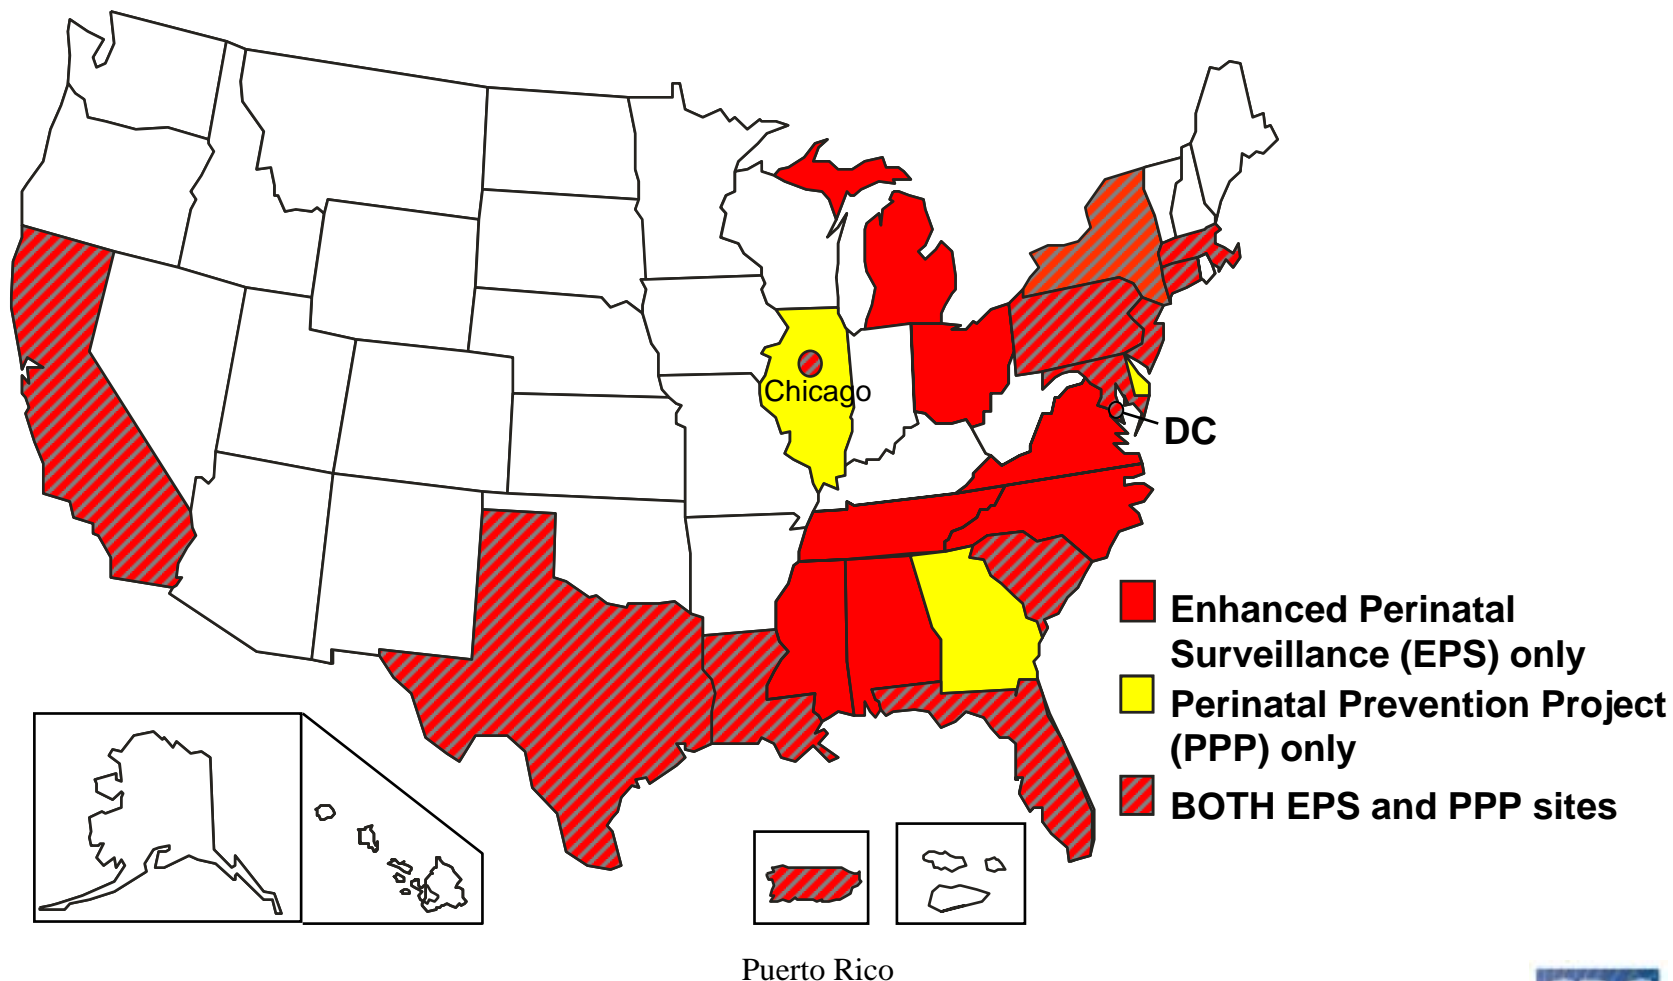 Chicago
DC
Enhanced Perinatal
Surveillance (EPS) only
Perinatal Prevention Project
(PPP) only
BOTH EPS and PPP sites
Puerto Rico